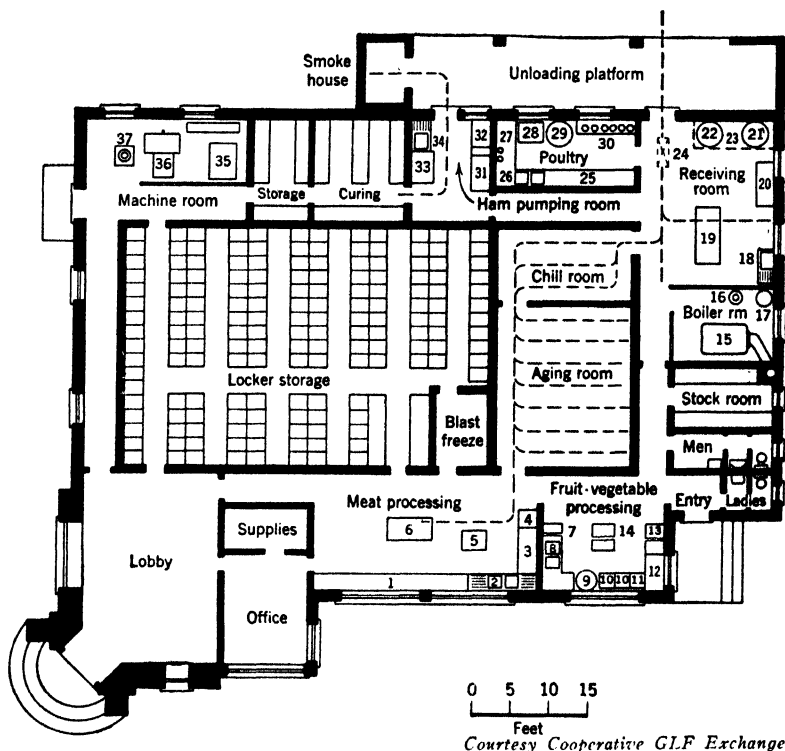 Smoke
house
Unloading platform
37
36
35
34
33
32
31
27
26
28
29
30
Poultry
25
24
22
23
21
Receiving
room
20
19
18
Machine room
Storage
Curing
Ham pumping room
Chill room
16
17
Boiler rm
15
Locker storage
Aging room
Stock room
Blast
freeze
Men
Meat processing
Fruit-vegetable
processing
Entry
Ladies
Supplies
Lobby
Office
6
5
4
3
1
2
7
8
14
13
12
9
10
10
11
0 5 10 15
Feet
Courtesy Cooperative GLF Exchange